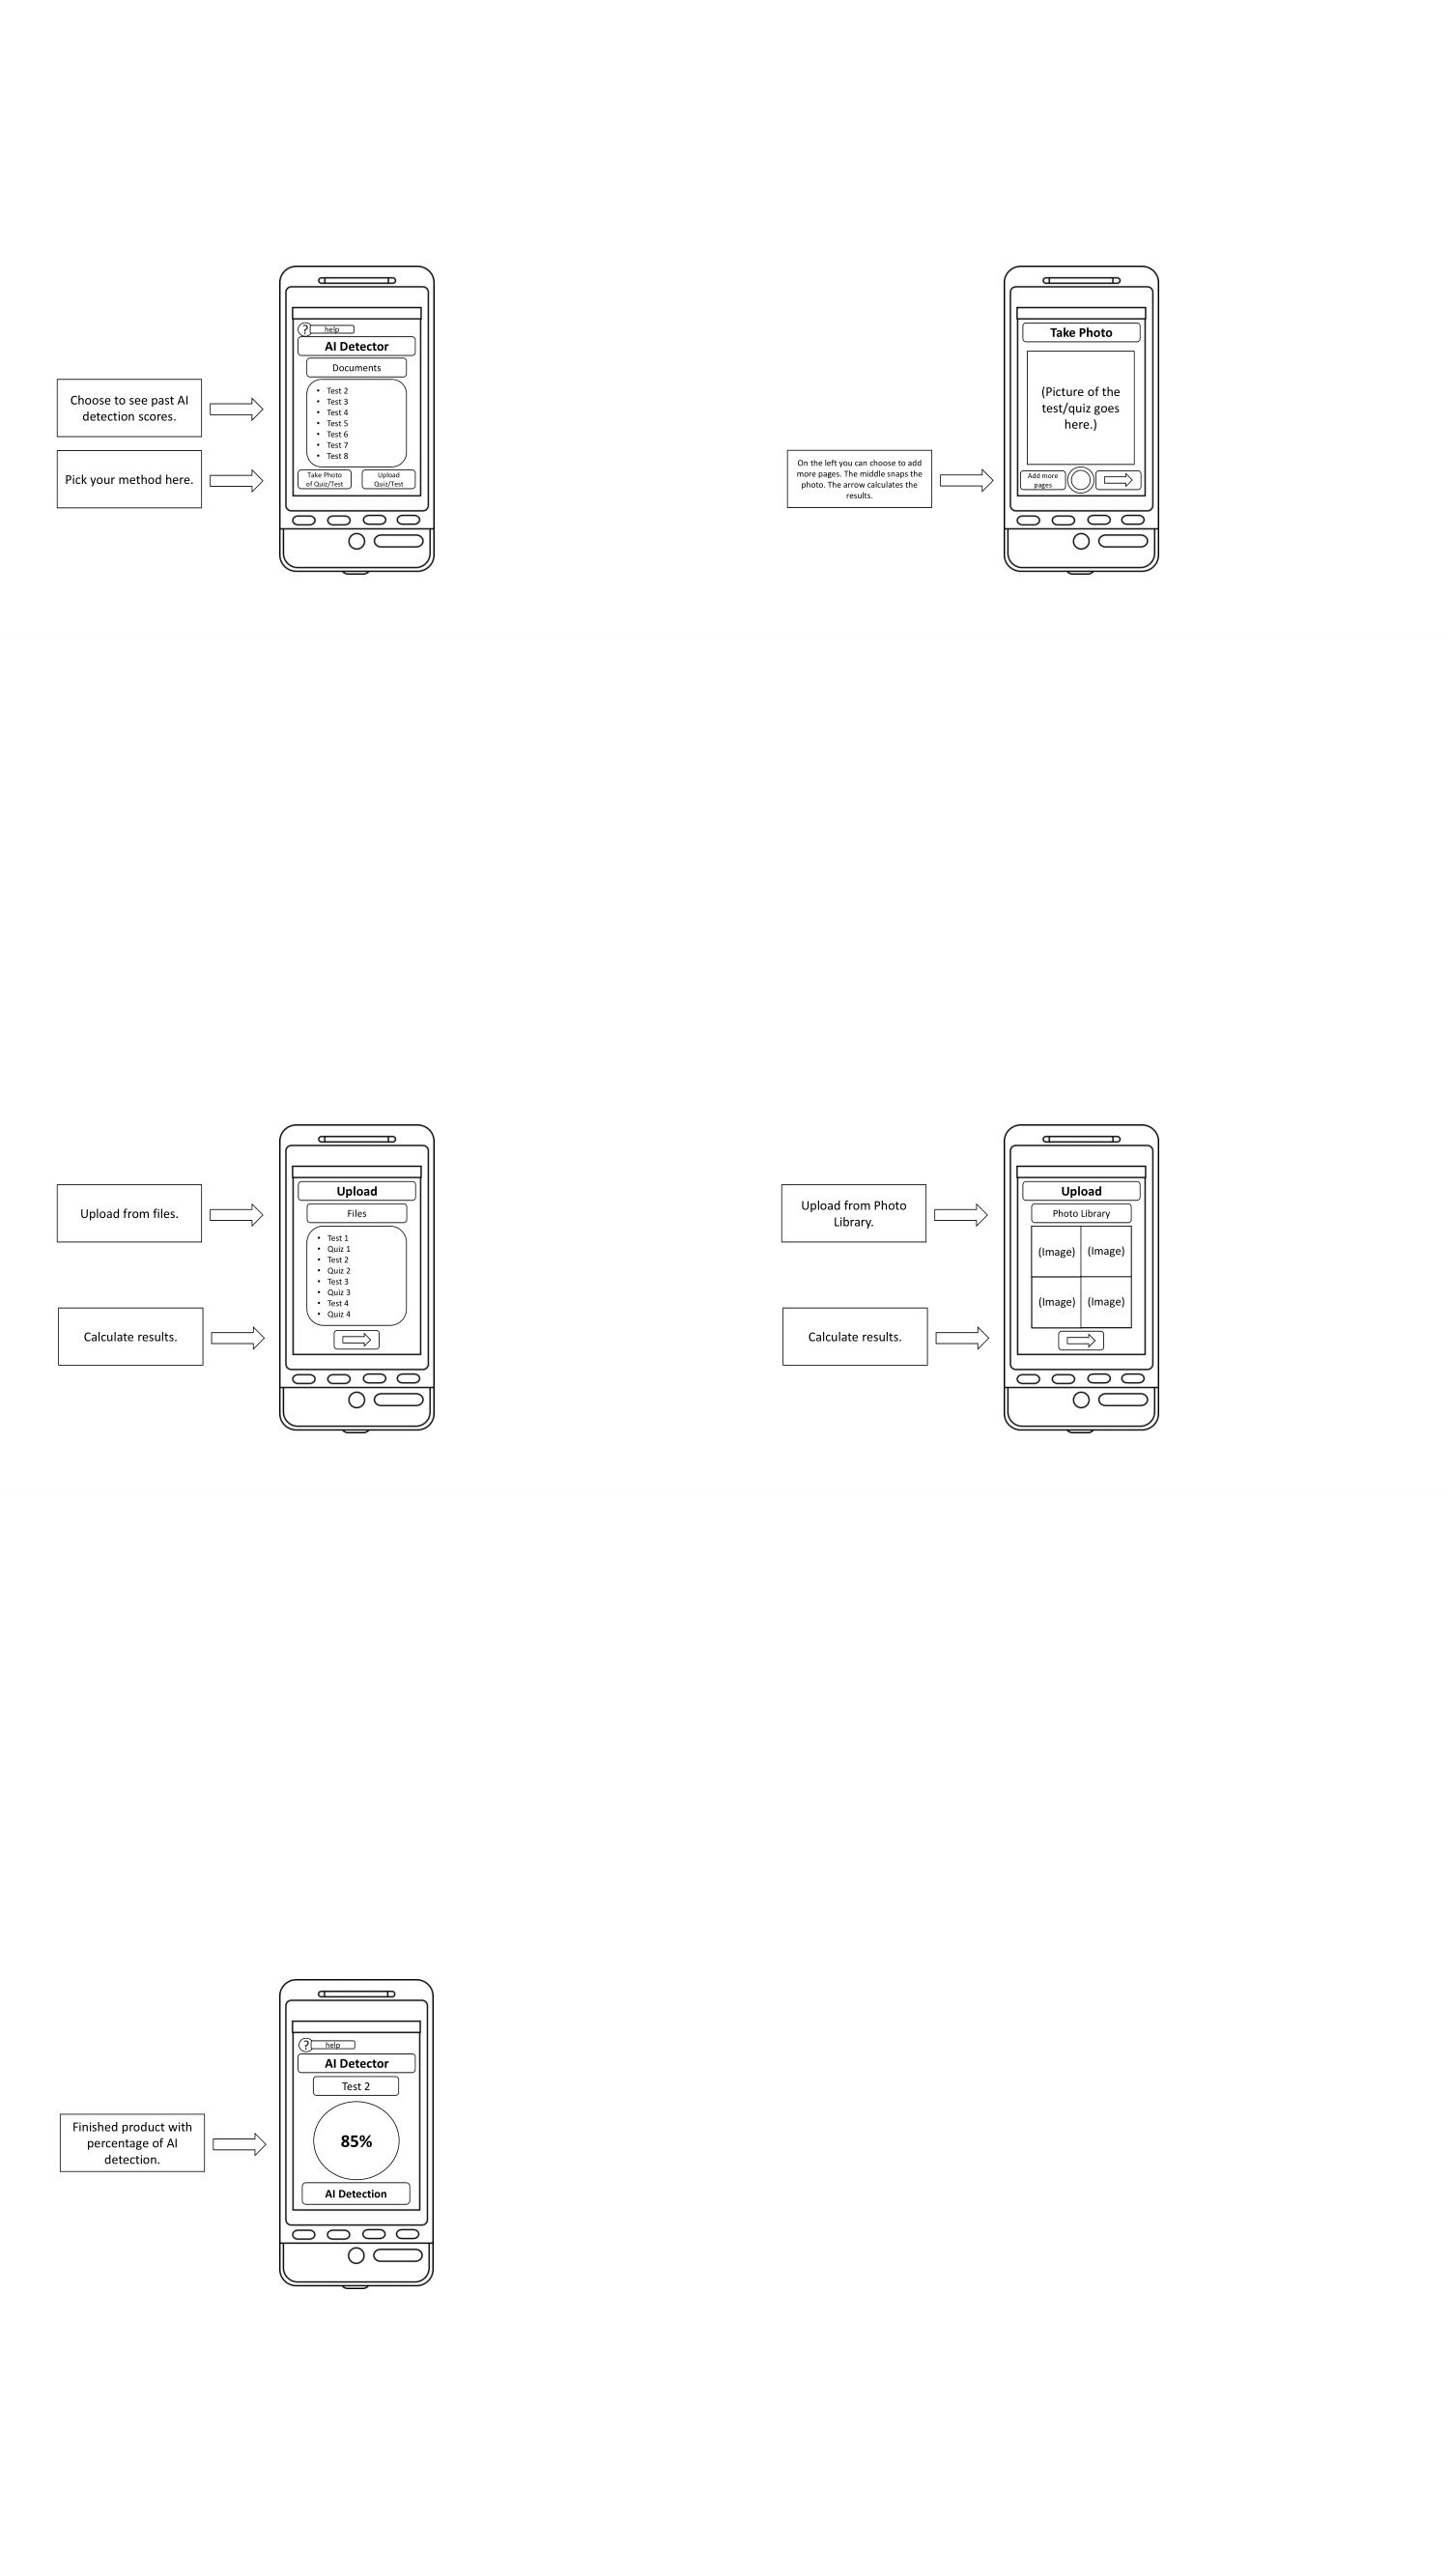 ?
help
AI Detector
Documents
Choose to see past AI
detection scores.
• Test 2
• Test 3
• Test 4
• Test 5
• Test 6
• Test 7
• Test 8
Pick your method here.
Take Photo
of Quiz/Test
Upload
Quiz/Test
Take Photo
(Picture of the
test/quiz goes
here.)
On the left you can choose to add
more pages. The middle snaps the
photo. The arrow calculates the
results.
Add more
pages
Upload
Upload from files.
Files
• Test 1
• Quiz 1
• Test 2
• Quiz 2
• Test 3
• Quiz 3
• Test 4
• Quiz 4
Calculate results.
Upload
Upload from Photo
Library.
Photo Library
(Image) (Image)
(Image) (Image)
Calculate results.
?
help
AI Detector
Test 2
Finished product with
percentage of AI
detection.
85%
AI Detection